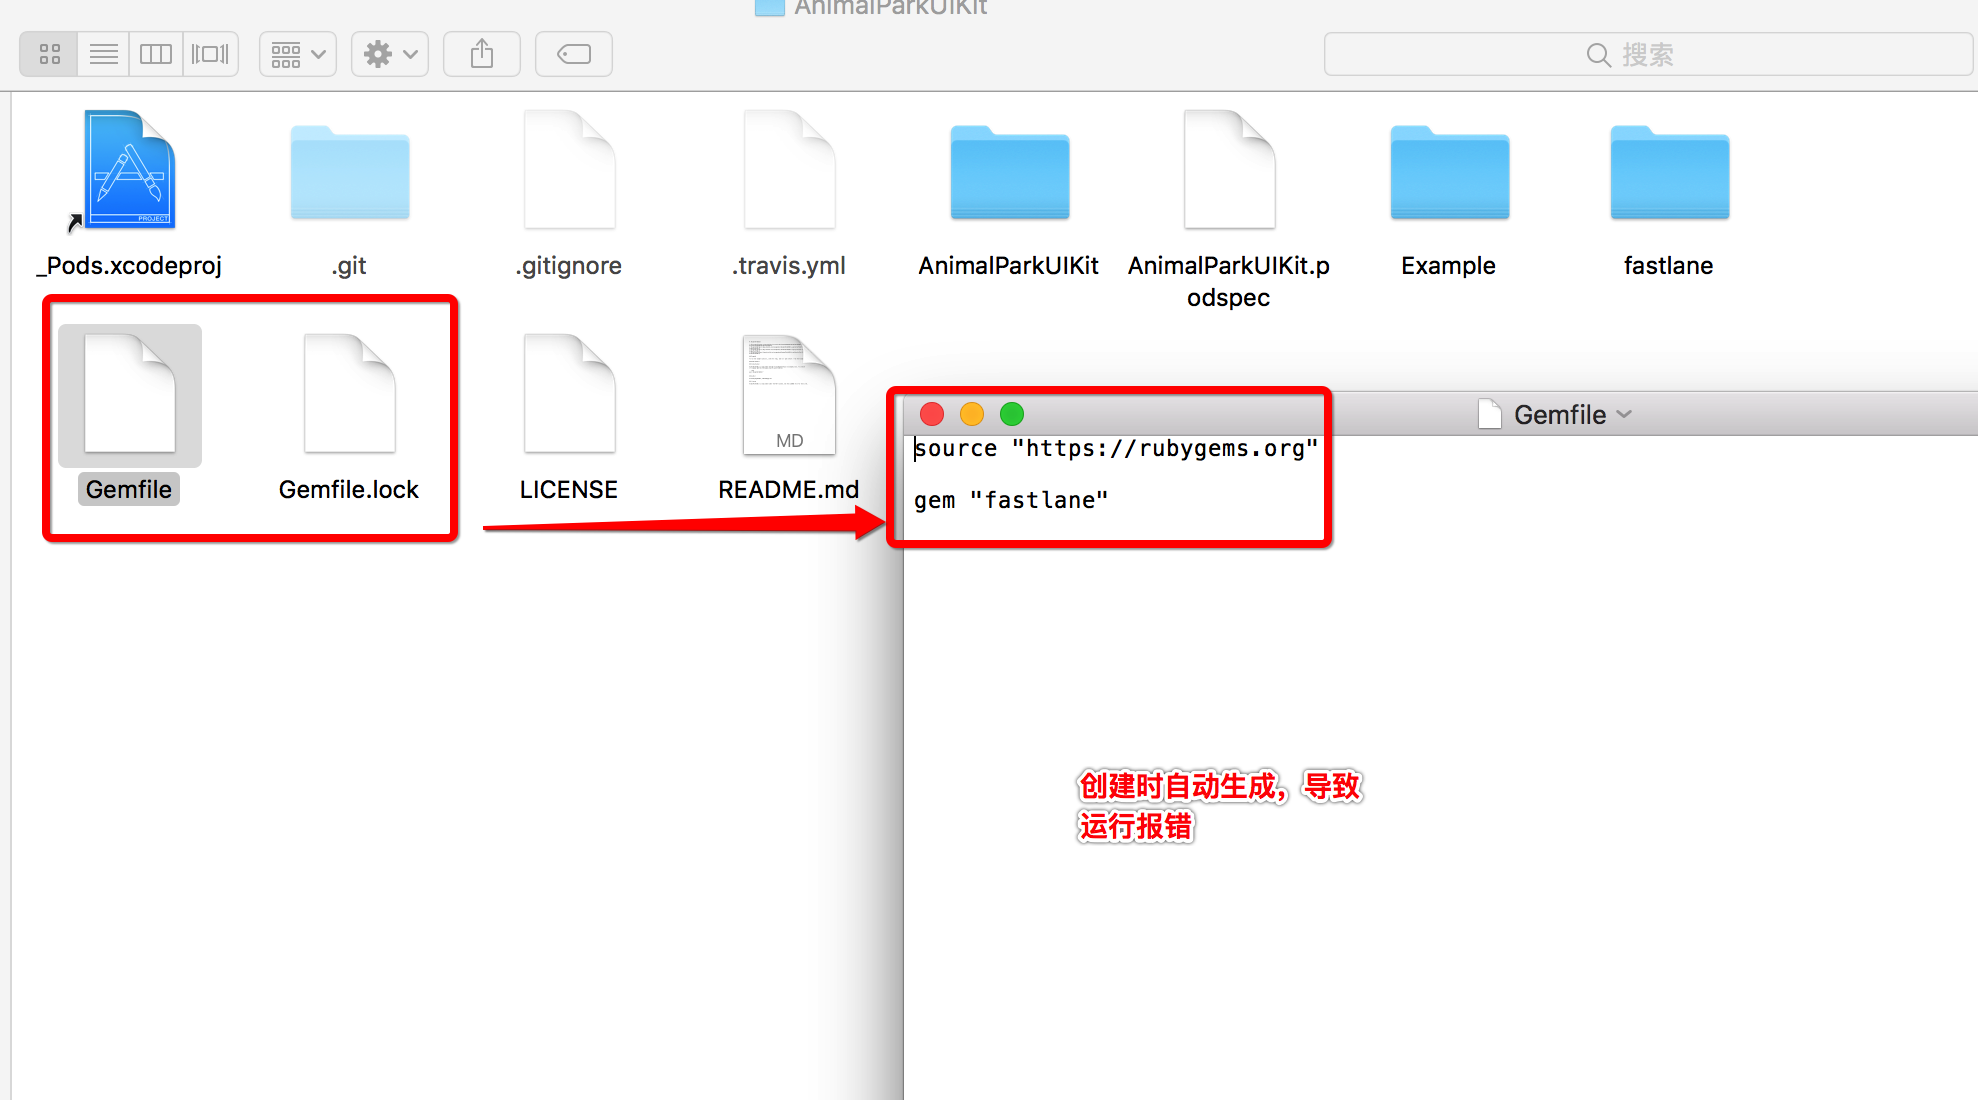 AnimalParkUIKit
搜索
PROJECT
_Pods.xcodeproj
.git
.gitignore
.travis.yml
AnimalParkUIKit
AnimalParkUIKit.p
odspec
Example
fastlane
MD
Gemfile
Gemfile.lock
LICENSE
README.md
Gemfile
source "https://rubygems.org"
gem "fastlane"
创建时自动生成，导致
运行报错